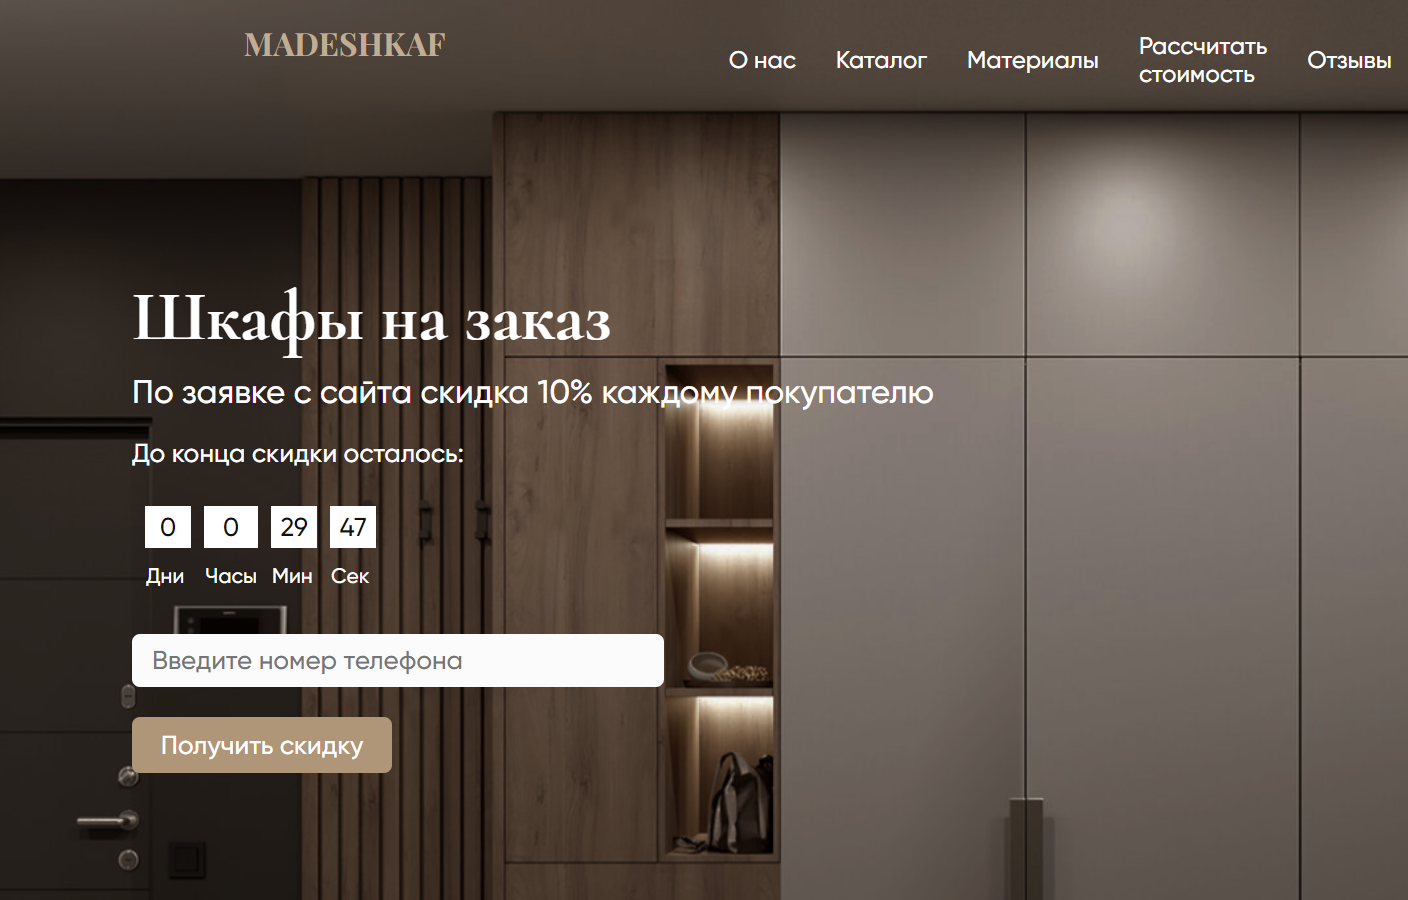 MADESHKAF
О нас Каталог Материалы Рассчитать стоимость Отзывы
Шкафы на заказ
По заявке с сайта скидка 10% каждому покупателю
До конца скидки осталось:
0 0 29 47
Дни Часы Мин Сек
Введите номер телефона
Получить скидку